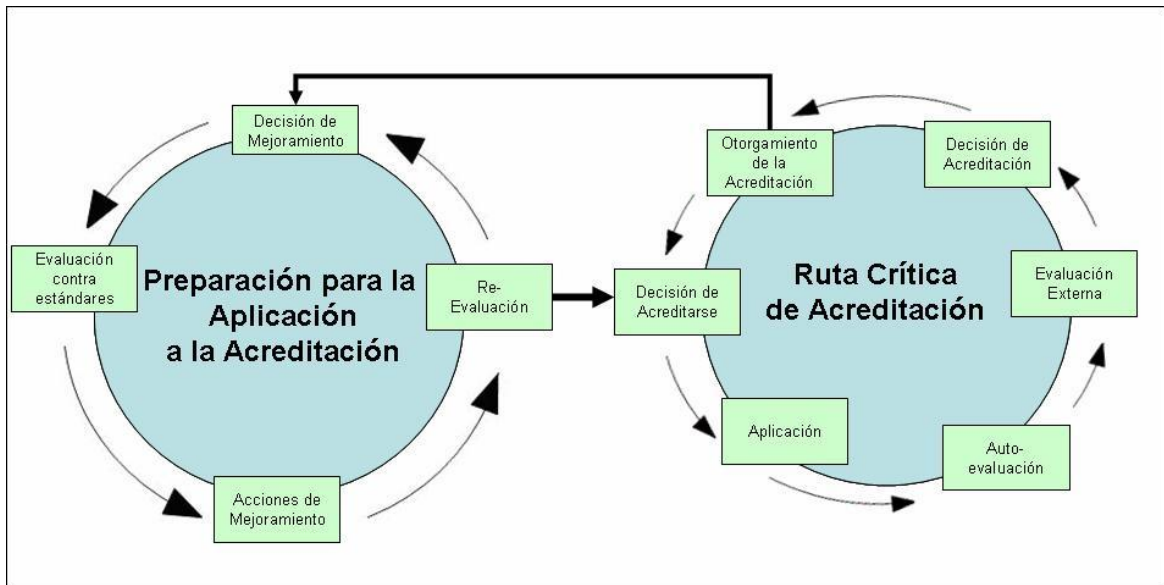 Decisión de
Mejoramiento
Evaluación
contra
estándares
Preparación para la
Aplicación
a la Acreditación
Re-
Evaluación
Acciones de
Mejoramiento
Otorgamiento
de la
Acreditación
Decisión de
Acreditación
Decisión de
Acreditarse
Ruta Crítica
de Acreditación
Evaluación
Externa
Aplicación
Auto-
evaluación